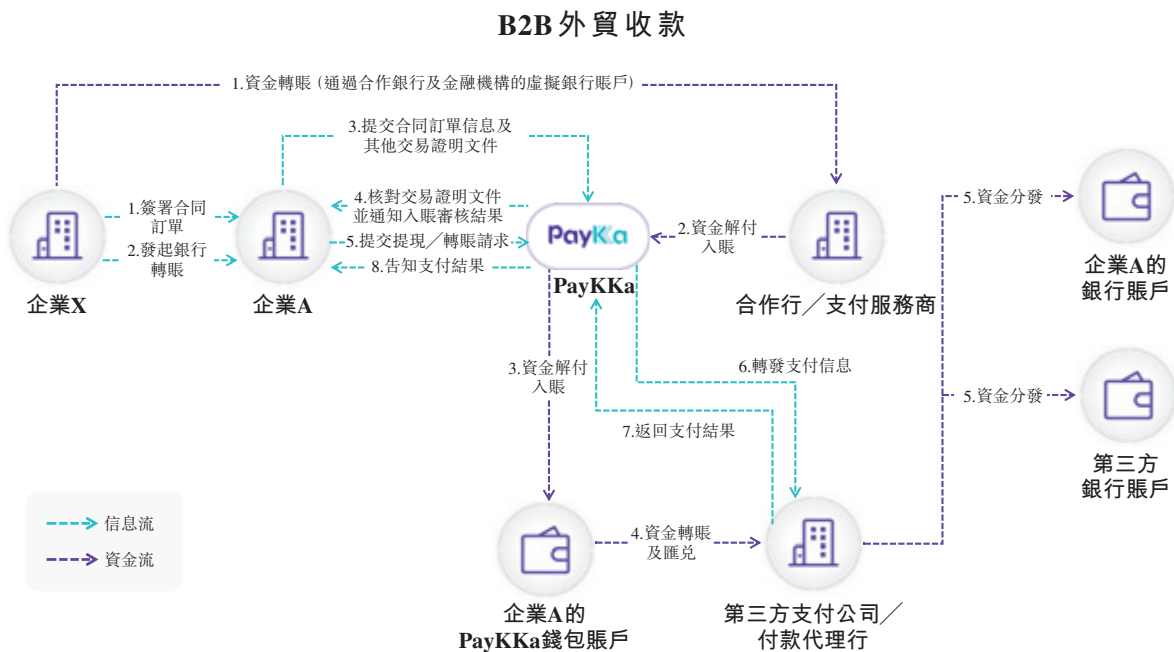 B2B 外貿收款
1.資金轉賬（通過合作銀行及金融機構的虛擬銀行賬戶）
3.提交合同訂單信息及
其他交易證明文件
4.核對交易證明文件
並通知入賬審核結果
1.簽署合同
訂單
2.發起銀行
轉賬
5.提交提現／轉賬請求
8.告知支付結果
PayKKa
2.資金解付
入賬
5.資金分發
企業X
企業A
PayKKa
合作行／支付服務商
企業A的
銀行賬戶
3.資金解付
入賬
6.轉發支付信息
7.返回支付結果
5.資金分發
第三方
銀行賬戶
信息流
資金流
4.資金轉賬
及匯兑
企業A的
PayKKa錢包賬戶
第三方支付公司／
付款代理行